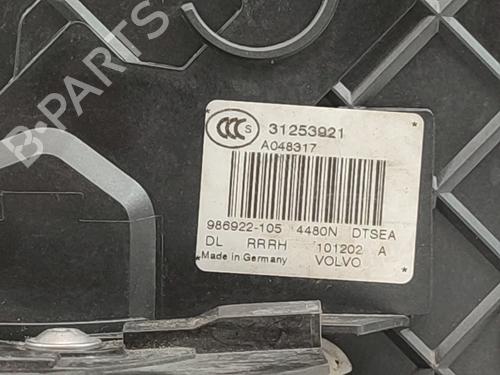 B-PARTS
CCC S 31253921
A048317
986922-105 4480N DTSEA
DL RRRH 101202 A
Made in Germany VOLVO